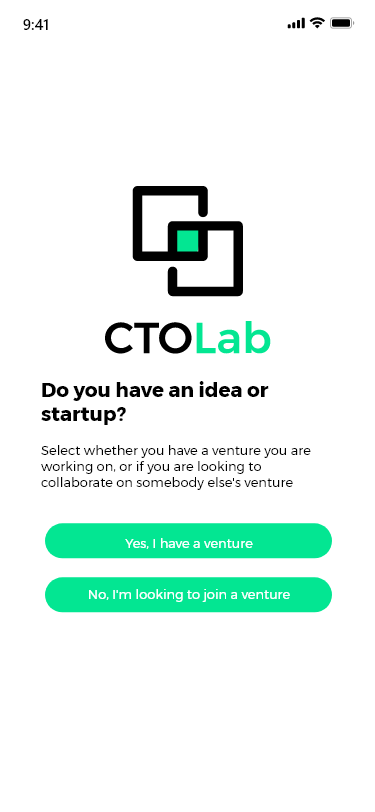 9:41
CTOLab
Do you have an idea or
startup?
Select whether you have a venture you are
working on, or if you are looking to
collaborate on somebody else's venture
Yes, I have a venture
No, I'm looking to join a venture